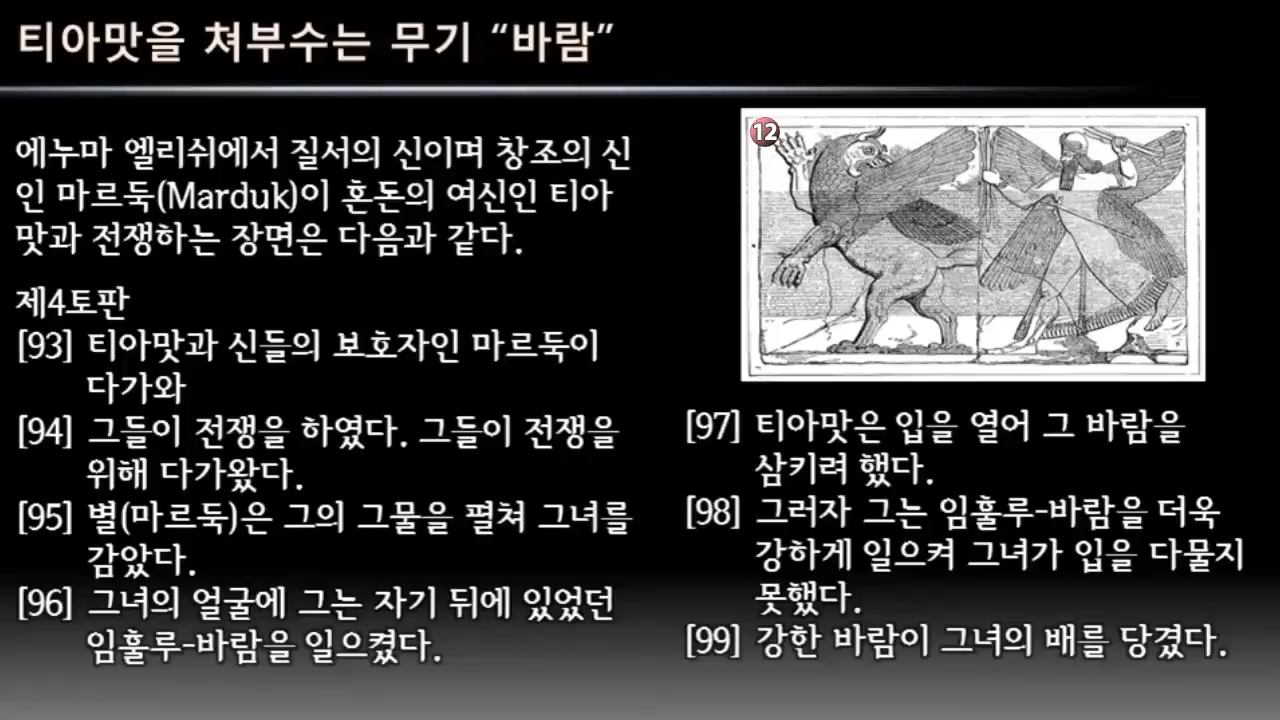 티아맛을 쳐부수는 무기 “바람”
에누마 엘리쉬에서 질서의 신이며 창조의 신
인 마르둑(Marduk)이 혼돈의 여신인 티아
맛과 전쟁하는 장면은 다음과 같다.
제4토판
[93] 티아맛과 신들의 보호자인 마르둑이
다가와
[94] 그들이 전쟁을 하였다. 그들이 전쟁을
위해 다가왔다.
[95] 별(마르둑)은 그의 그물을 펼쳐 그녀를
감았다.
[96] 그녀의 얼굴에 그는 자기 뒤에 있었던
임훌루-바람을 일으켰다.
12
[97] 티아맛은 입을 열어 그 바람을
삼키려 했다.
[98] 그러자 그는 임훌루-바람을 더욱
강하게 일으켜 그녀가 입을 다물지
못했다.
[99] 강한 바람이 그녀의 배를 당겼다.